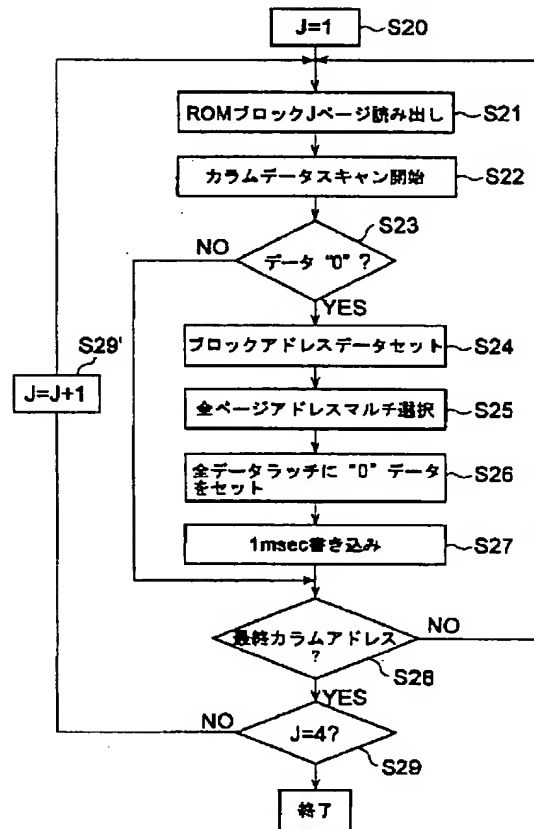 J=1
S20
ROMブロックJページ読み出し
S21
カラムデータスキャン開始
S22
S23
NO
データ "0" ?
YES
ブロックアドレスデータセット
S24
S29'
J=J+1
全ページアドレスマルチ選択
S25
全データラッチに "0" データ
をセット
S26
1msec書き込み
S27
最終カラムアドレス
?
NO
S28
YES
NO
J=4?
S29
終了